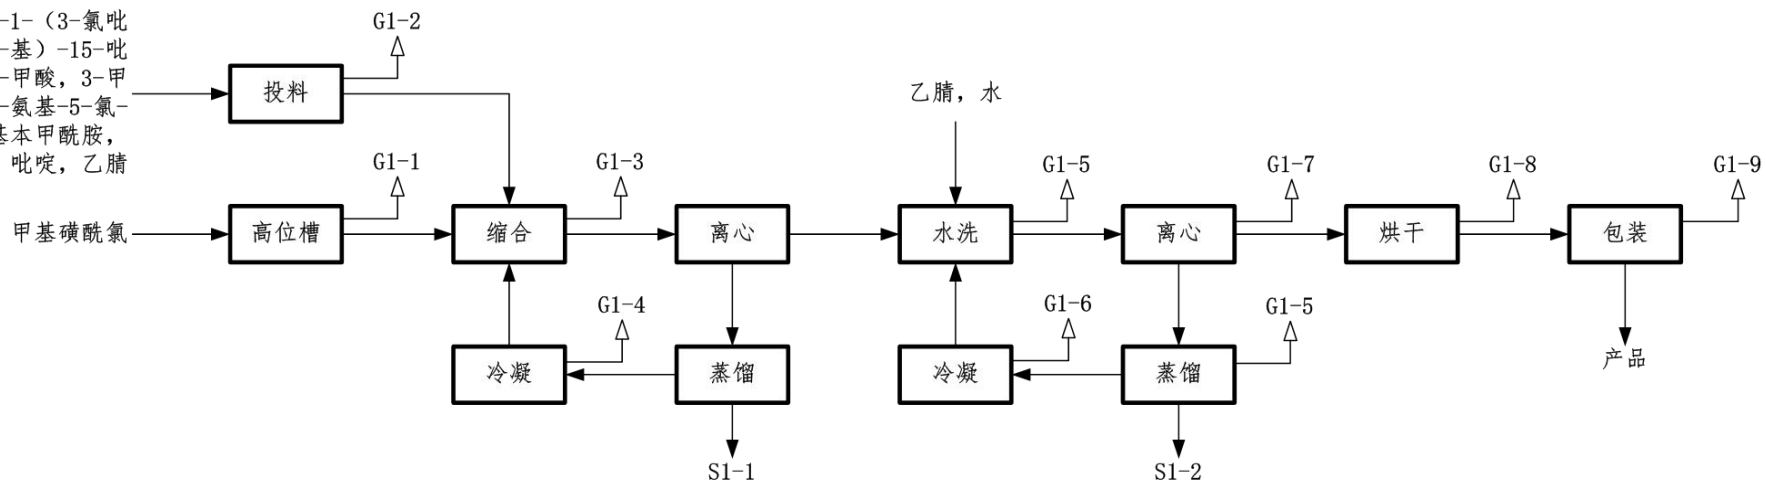 -1-（3-氯吡
-基）-15-吡
-甲酸，3-甲
-氨基-5-氯-
基本甲酰胺，
吡啶，乙腈
G1-2
投料
乙腈，水
G1-1
G1-3
G1-5
G1-7
G1-8
G1-9
甲基磺酰氯
高位槽
缩合
离心
水洗
离心
烘干
包装
G1-4
G1-6
G1-5
冷凝
蒸馏
冷凝
蒸馏
产品
S1-1
S1-2